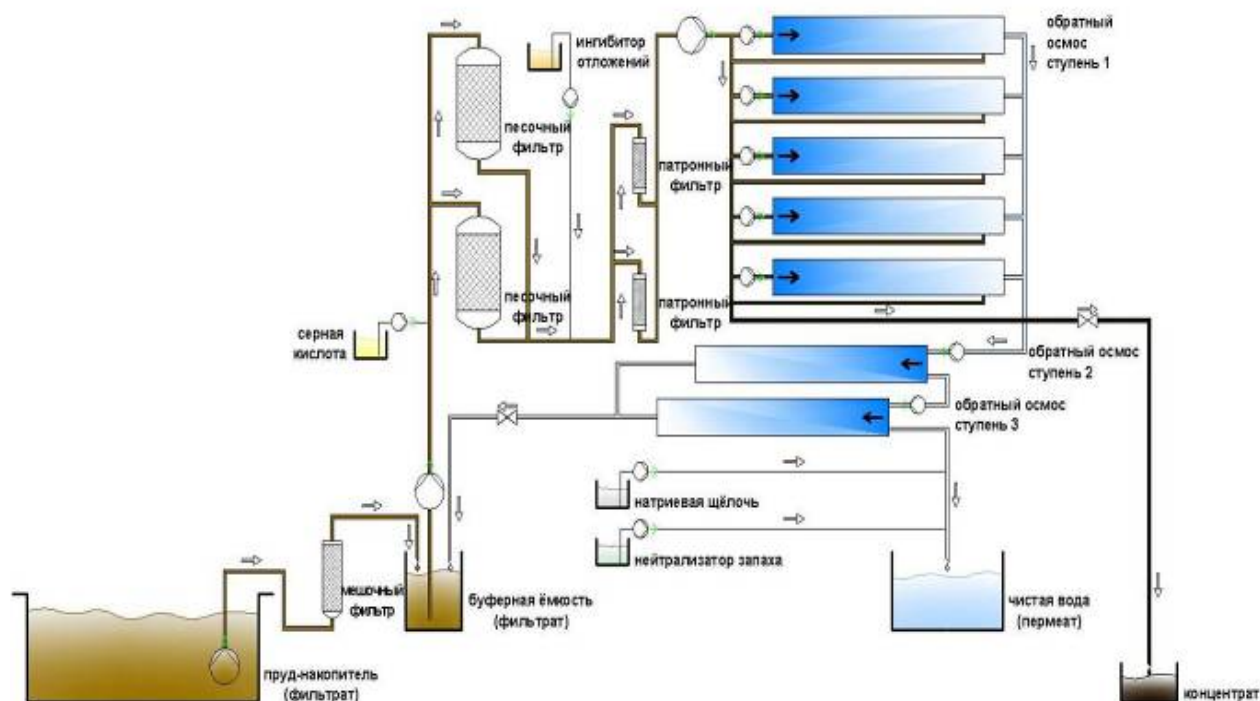 ингибитор
отложений
обратный
осмос
ступень 1
песочный
фильтр
патронный
фильтр
песочный
фильтр
патронный
фильтр
серная
кислота
обратный осмос
ступень 2
обратный осмос
ступень 3
натриевая щёлочь
нейтрализатор запаха
мешочный
фильтр
буферная ёмкость
(фильтрат)
чистая вода
(пермеат)
пруд-накопитель
(фильтрат)
концентрат